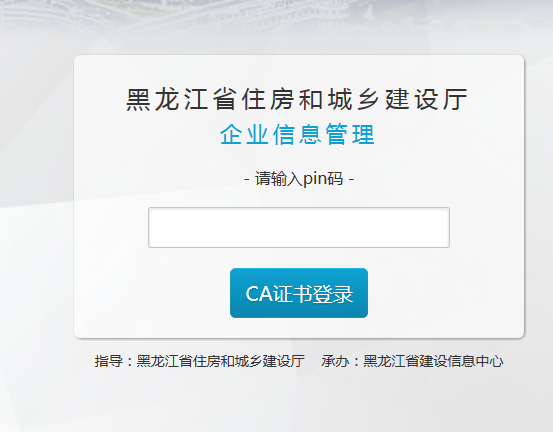 黑龙江省住房和城乡建设厅
企业信息管理
- 请输入pin码 -
CA证书登录
指导：黑龙江省住房和城乡建设厅 承办：黑龙江省建设信息中心